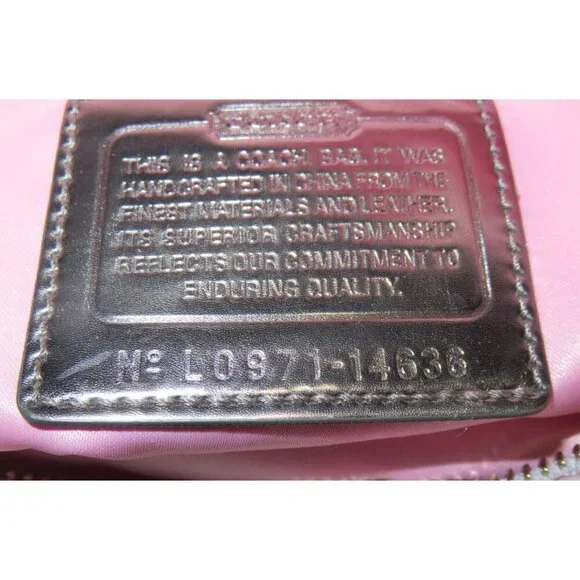 THIS IS A COACH BAG. IT WAS
HANDCRAFTED IN CHINA FROM THE
FINEST MATERIALS AND LEATHER.
ITS SUPERIOR CRAFTSMANSHIP
REFLECTS OUR COMMITMENT TO
ENDURING QUALITY.
Nº L0971-14636